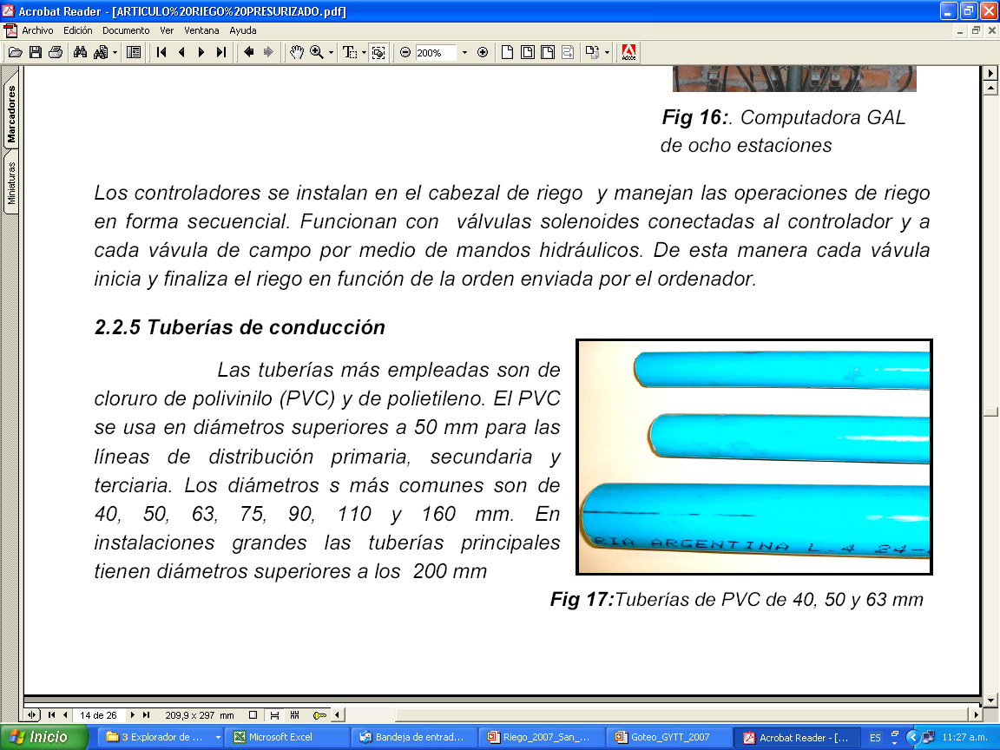 Acrobat Reader - [ARTICULO%20RIEGO%20PRESURIZADO.pdf]
Archivo Edición Documento Ver Ventana Ayuda
200%
Adobe
Marcadores
Miniaturas
Fig 16:. Computadora GAL
de ocho estaciones
Los controladores se instalan en el cabezal de riego y manejan las operaciones de riego
en forma secuencial. Funcionan con válvulas solenoides conectadas al controlador y a
cada vávula de campo por medio de mandos hidráulicos. De esta manera cada vávula
inicia y finaliza el riego en función de la orden enviada por el ordenador.
2.2.5 Tuberías de conducción
Las tuberías más empleadas son de
cloruro de polivinilo (PVC) y de polietileno. El PVC
se usa en diámetros superiores a 50 mm para las
líneas de distribución primaria, secundaria y
terciaria. Los diámetros s más comunes son de
40, 50, 63, 75, 90, 110 y 160 mm. En
instalaciones grandes las tuberías principales
tienen diámetros superiores a los 200 mm
RIA ARGENTINA L.4 24-
Fig 17:Tuberías de PVC de 40, 50 y 63 mm
14 de 26 209,9 x 297 mm
Inicio 3 Explorador de ... Microsoft Excel Bandeja de entrad... Riego_2007_San_... Goteo_GYTT_2007 Acrobat Reader - [... ES 11:27 a.m.